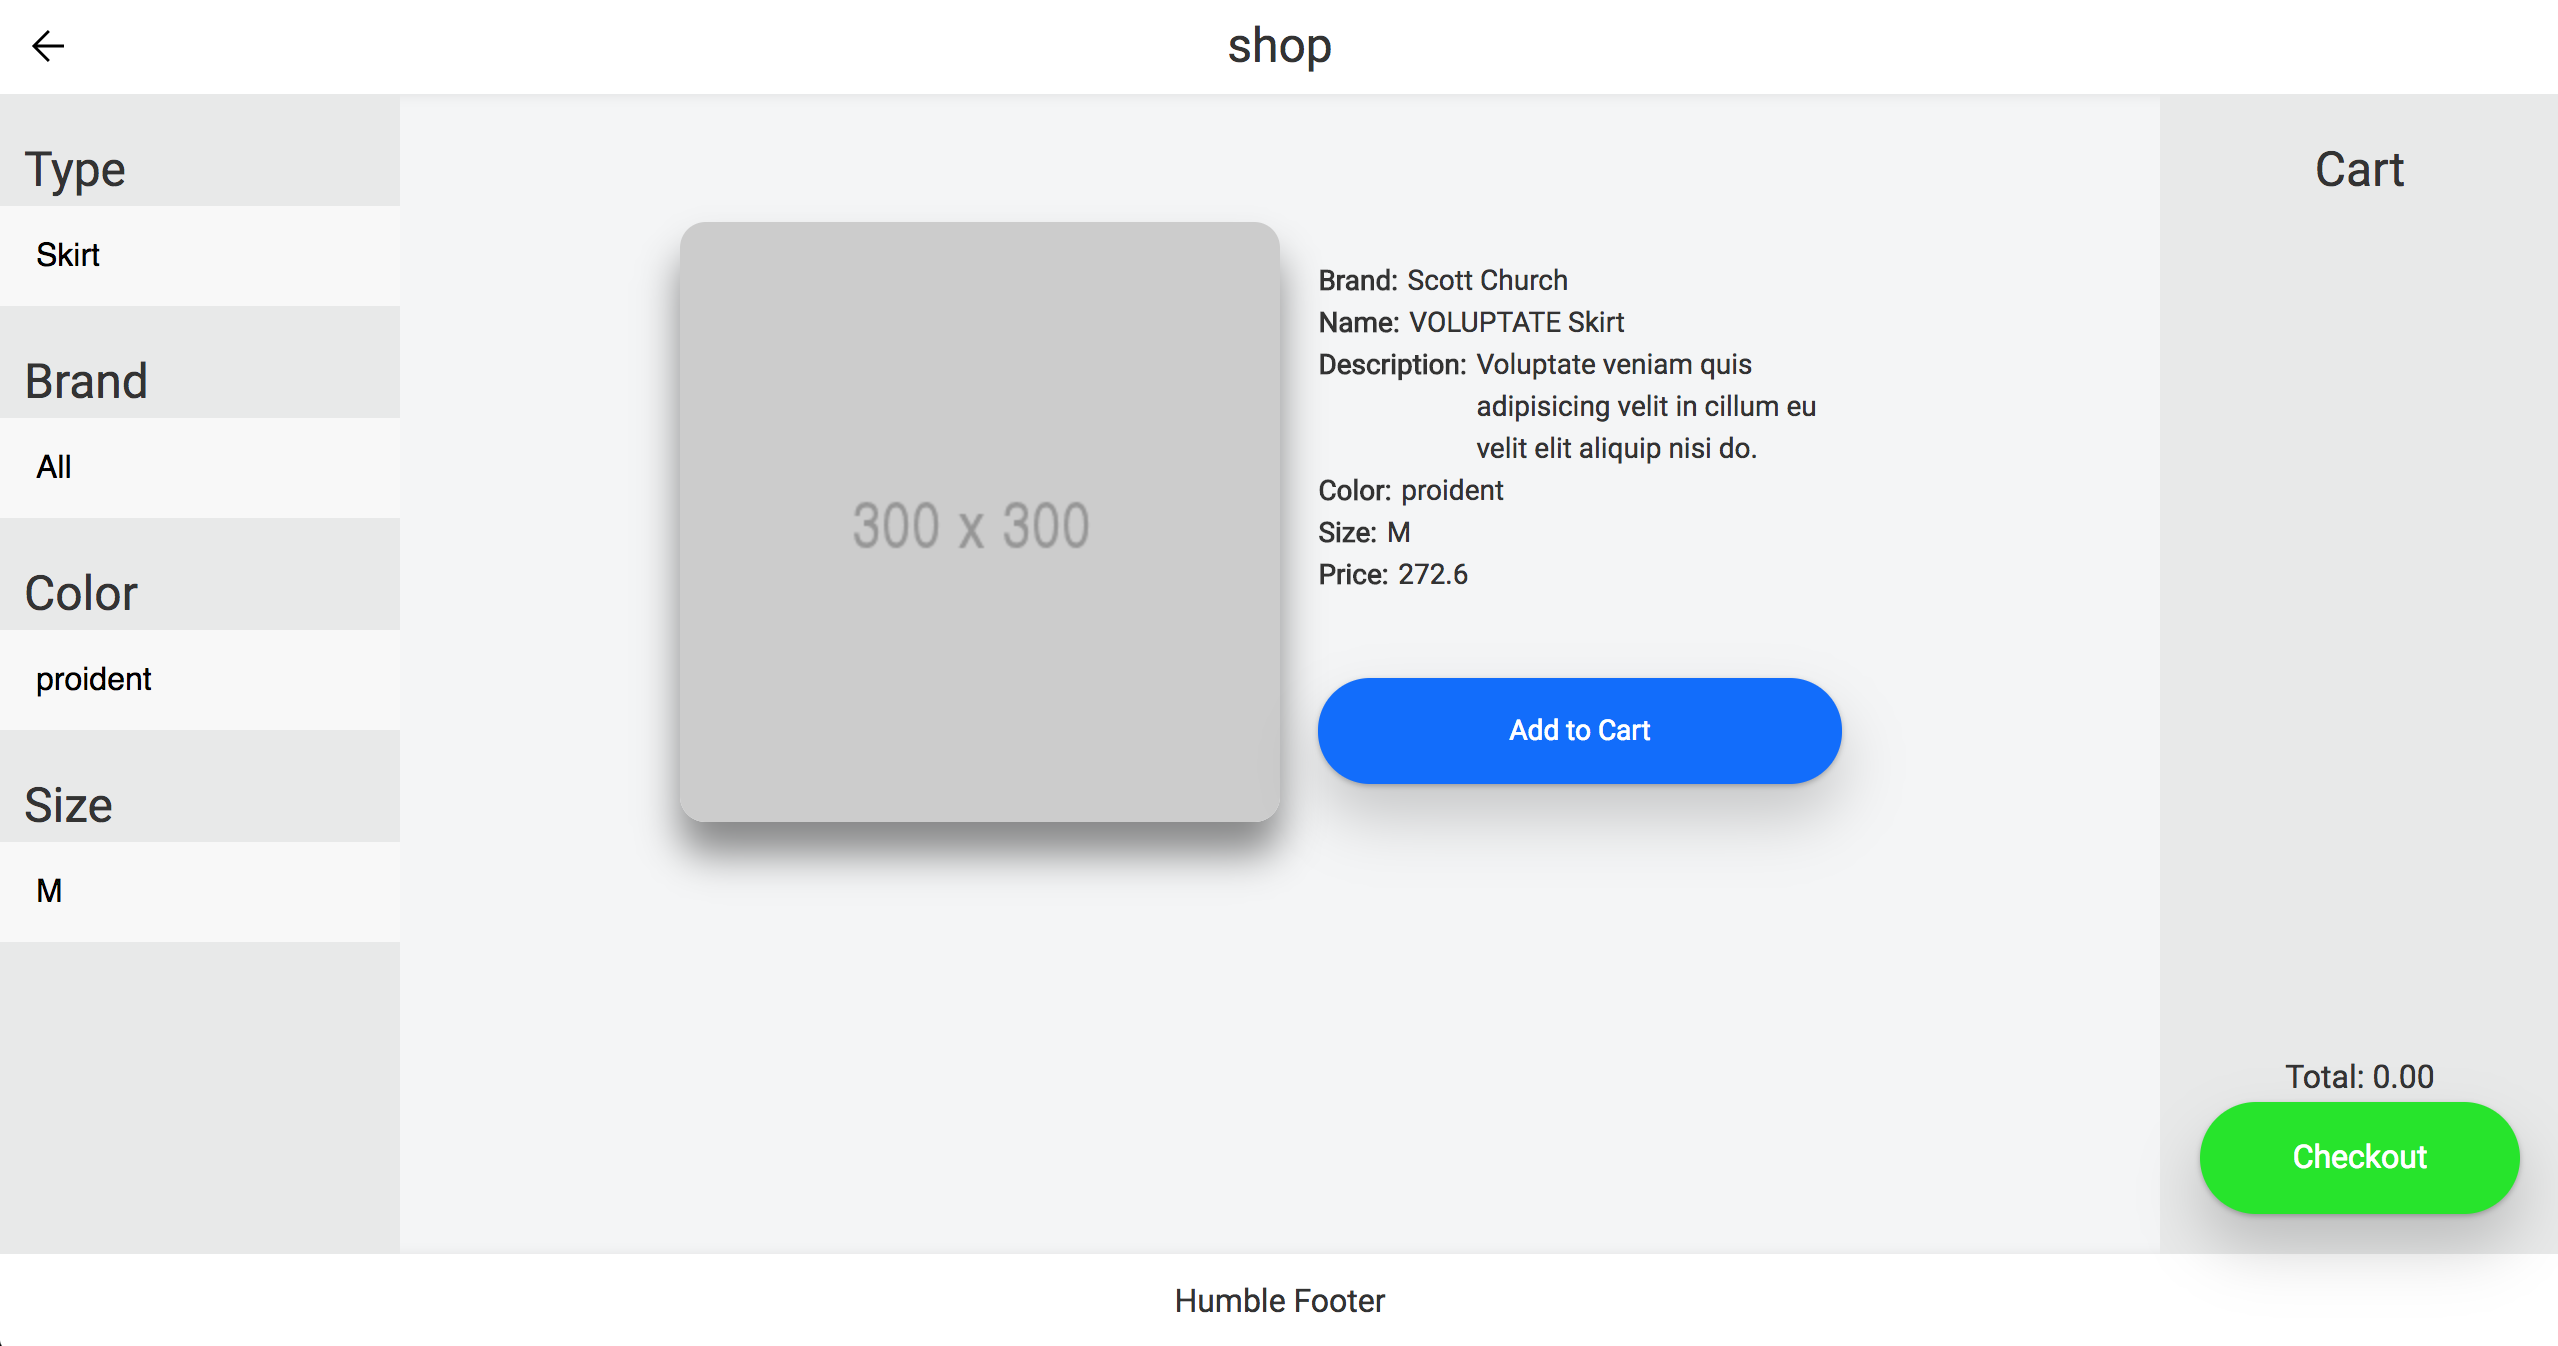 shop
Type
Skirt
Brand
All
Color
proident
Size
M
300 x 300
Brand: Scott Church
Name: VOLUPTATE Skirt
Description: Voluptate veniam quis
adipisicing velit in cillum eu
velit elit aliquip nisi do.
Color: proident
Size: M
Price: 272.6
Add to Cart
Cart
Total: 0.00
Checkout
Humble Footer